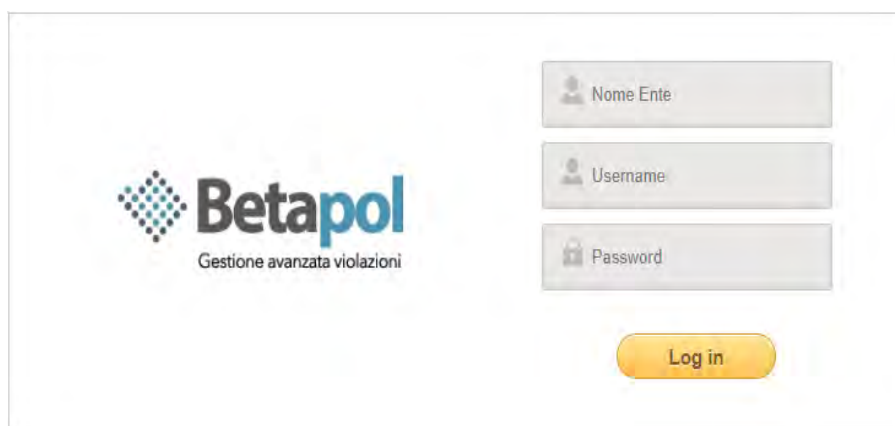 Betapol
Gestione avanzata violazioni
Nome Ente
Username
Password
Log in